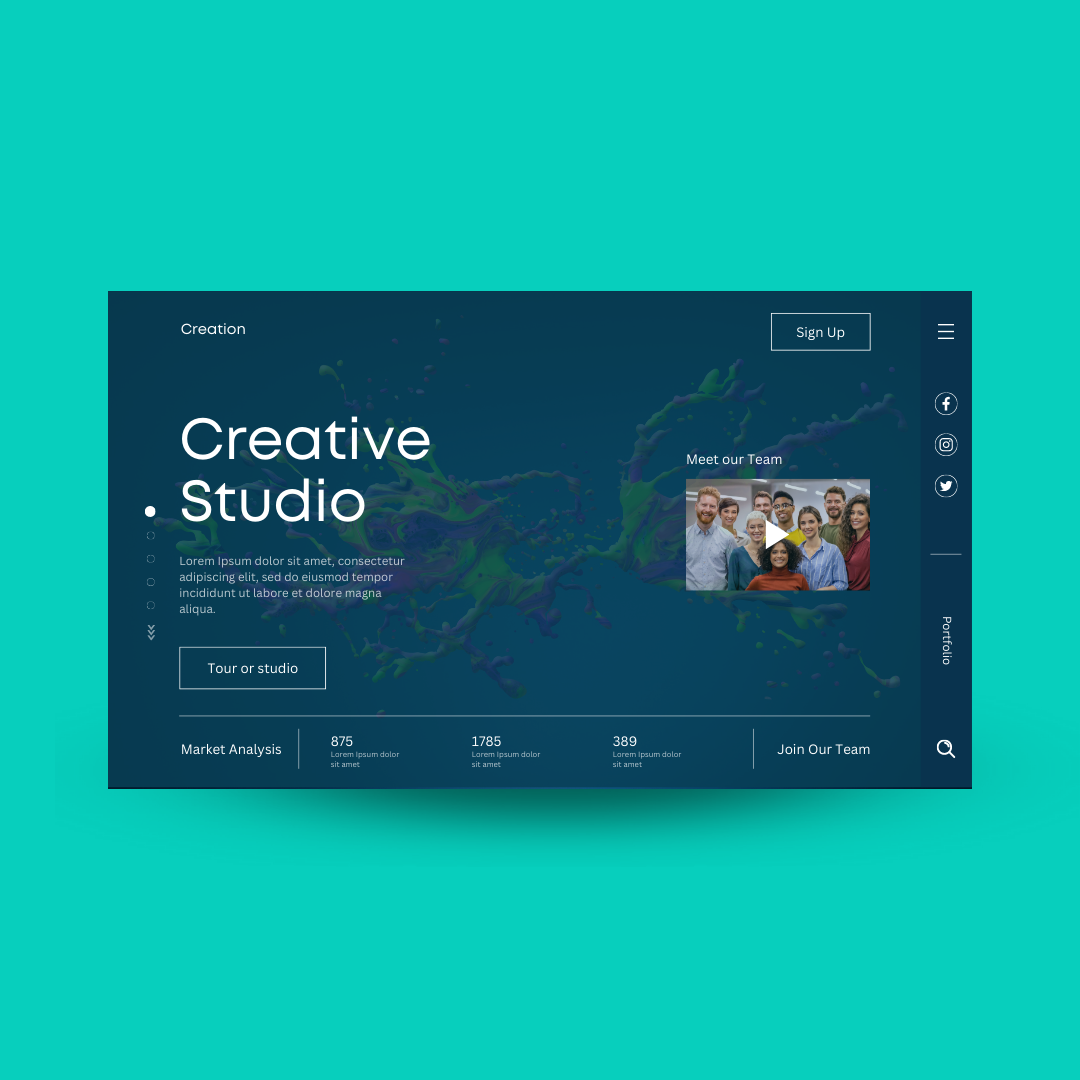 Creation
Sign Up
Creative
Studio
Lorem Ipsum dolor sit amet, consectetur
adipiscing elit, sed do eiusmod tempor
incididunt ut labore et dolore magna
aliqua.
Tour or studio
Meet our Team
Portfolio
Market Analysis
875
Lorem Ipsum dolor
sit amet
1785
Lorem Ipsum dolor
sit amet
389
Lorem Ipsum dolor
sit amet
Join Our Team